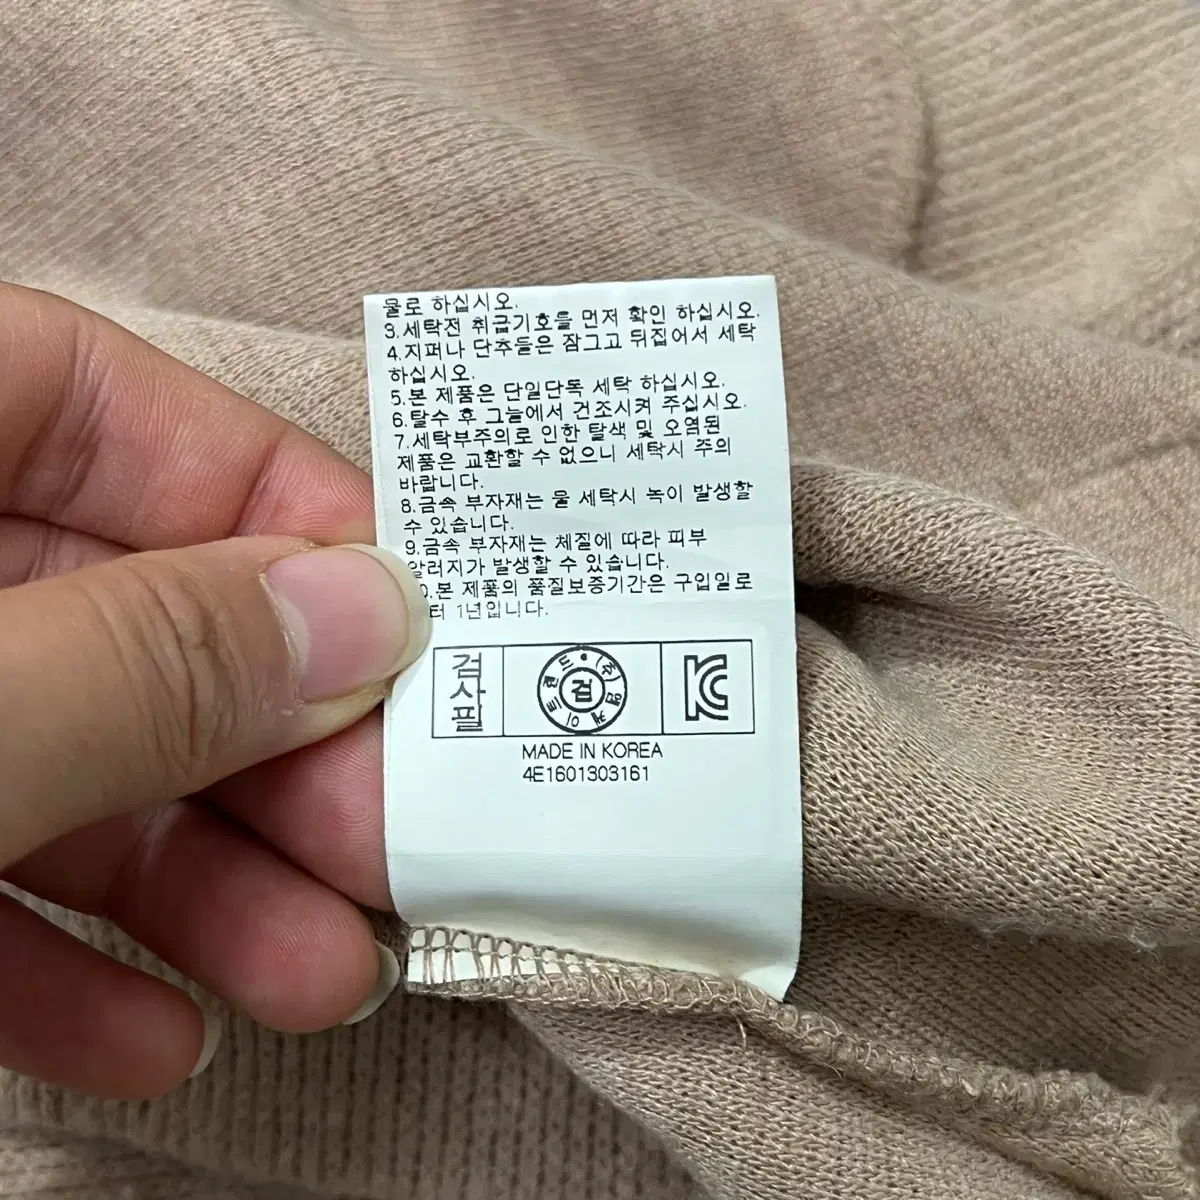 물로 하십시오.
3.세탁전 취급기호를 먼저 확인 하십시오.
4.지퍼나 단추들은 잠그고 뒤집어서 세탁
하십시오.
5.본 제품은 단일단독 세탁 하십시오.
6.탈수 후 그늘에서 건조시켜 주십시오.
7.세탁부주의로 인한 탈색 및 오염된
제품은 교환할 수 없으니 세탁시 주의
바랍니다.
8.금속 부자재는 물 세탁시 녹이 발생할
수 있습니다.
9.금속 부자재는 체질에 따라 피부
알러지가 발생할 수 있습니다.
0.본 제품의 품질보증기간은 구입일로
터 1년입니다.
검사필
검
KC
MADE IN KOREA
4E1601303161